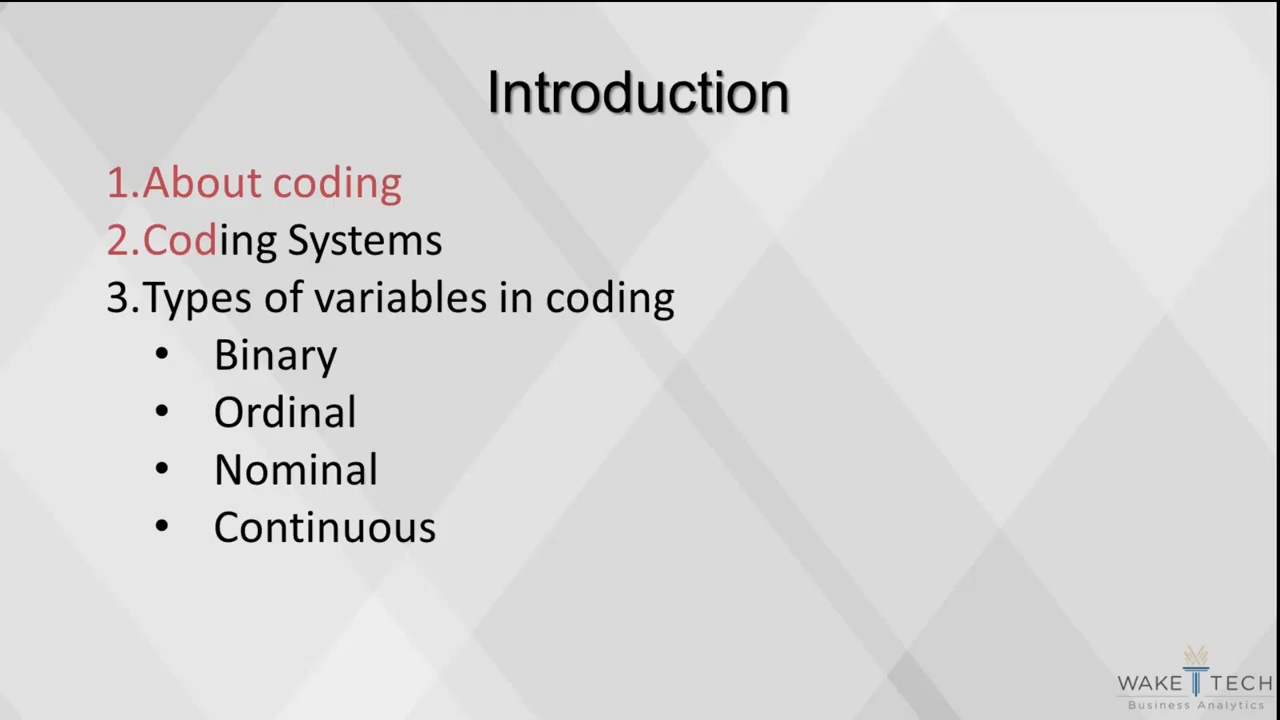 Introduction
1.About coding
2.Coding Systems
3.Types of variables in coding
• Binary
• Ordinal
• Nominal
• Continuous
WAKE TECH
Business Analytics